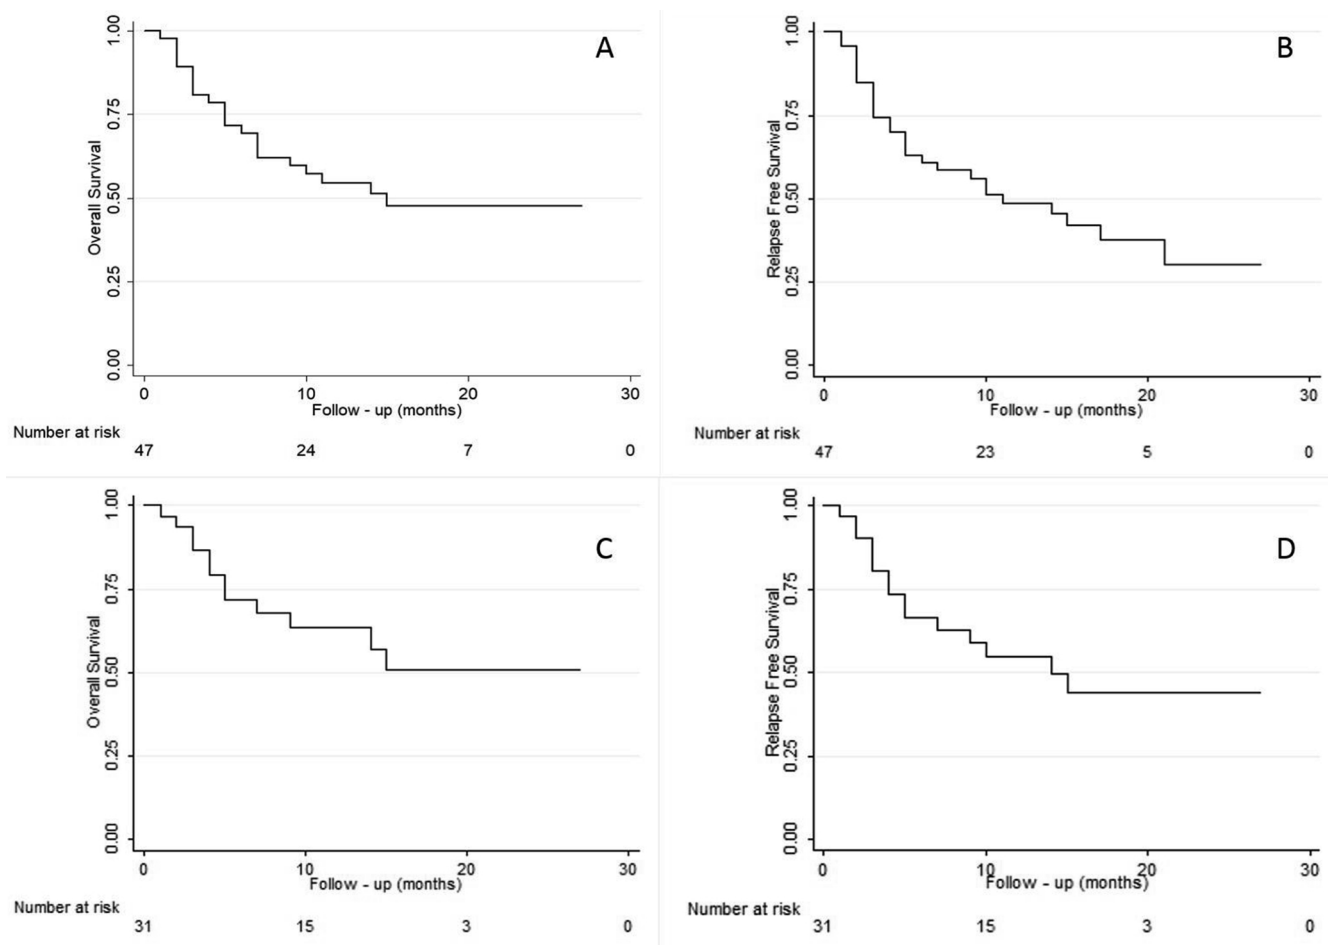 A
1.00
0.75
0.50
0.25
0.00
Overall Survival
0 10 20 30
Follow - up (months)
Number at risk
47 24 7 0
B
1.00
0.75
0.50
0.25
0.00
Relapse Free Survival
0 10 20 30
Follow - up (months)
Number at risk
47 23 5 0
C
1.00
0.75
0.50
0.25
0.00
Overall Survival
0 10 20 30
Follow - up (months)
Number at risk
31 15 3 0
D
1.00
0.75
0.50
0.25
0.00
Relapse Free Survival
0 10 20 30
Follow - up (months)
Number at risk
31 15 3 0